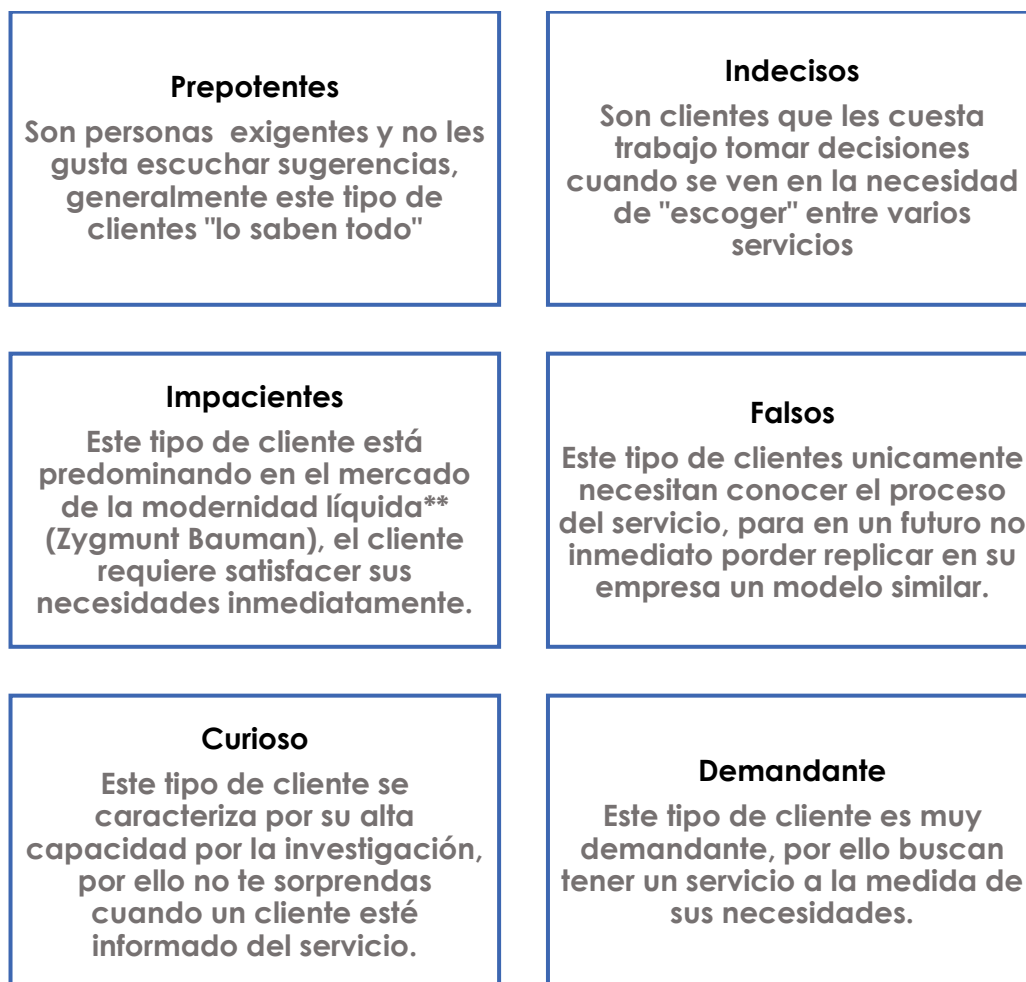 Prepotentes
Son personas exigentes y no les
gusta escuchar sugerencias,
generalmente este tipo de
clientes "lo saben todo"
Indecisos
Son clientes que les cuesta
trabajo tomar decisiones
cuando se ven en la necesidad
de "escoger" entre varios
servicios
Impacientes
Este tipo de cliente está
predominando en el mercado
de la modernidad líquida**
(Zygmunt Bauman), el cliente
requiere satisfacer sus
necesidades inmediatamente.
Falsos
Este tipo de clientes unicamente
necesitan conocer el proceso
del servicio, para en un futuro no
inmediato porder replicar en su
empresa un modelo similar.
Curioso
Este tipo de cliente se
caracteriza por su alta
capacidad por la investigación,
por ello no te sorprendas
cuando un cliente esté
informado del servicio.
Demandante
Este tipo de cliente es muy
demandante, por ello buscan
tener un servicio a la medida de
sus necesidades.